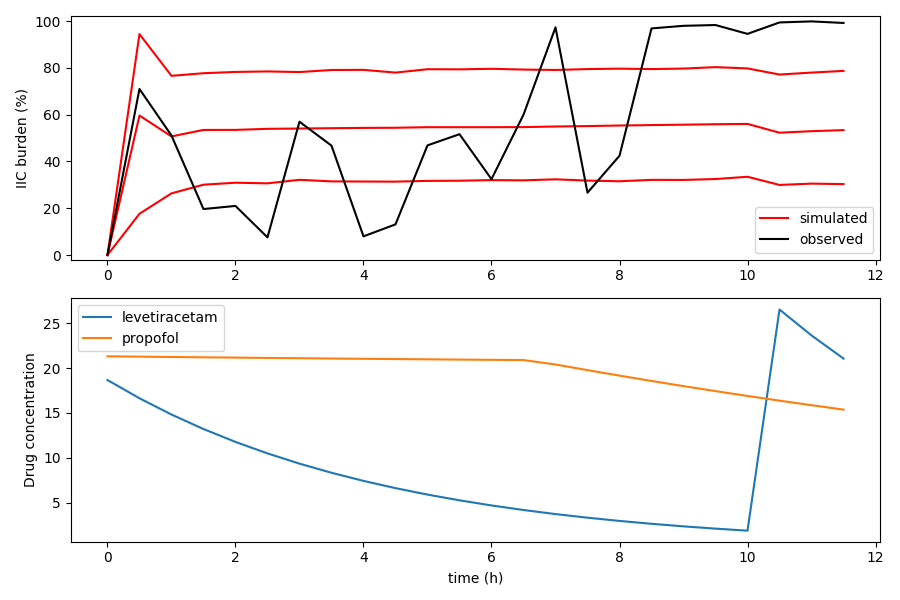 IIC burden (%)
100
80
60
40
20
0
simulated
observed
0 2 4 6 8 10 12
Drug concentration
25
20
15
10
5
levetiracetam
propofol
0 2 4 6 8 10 12
time (h)